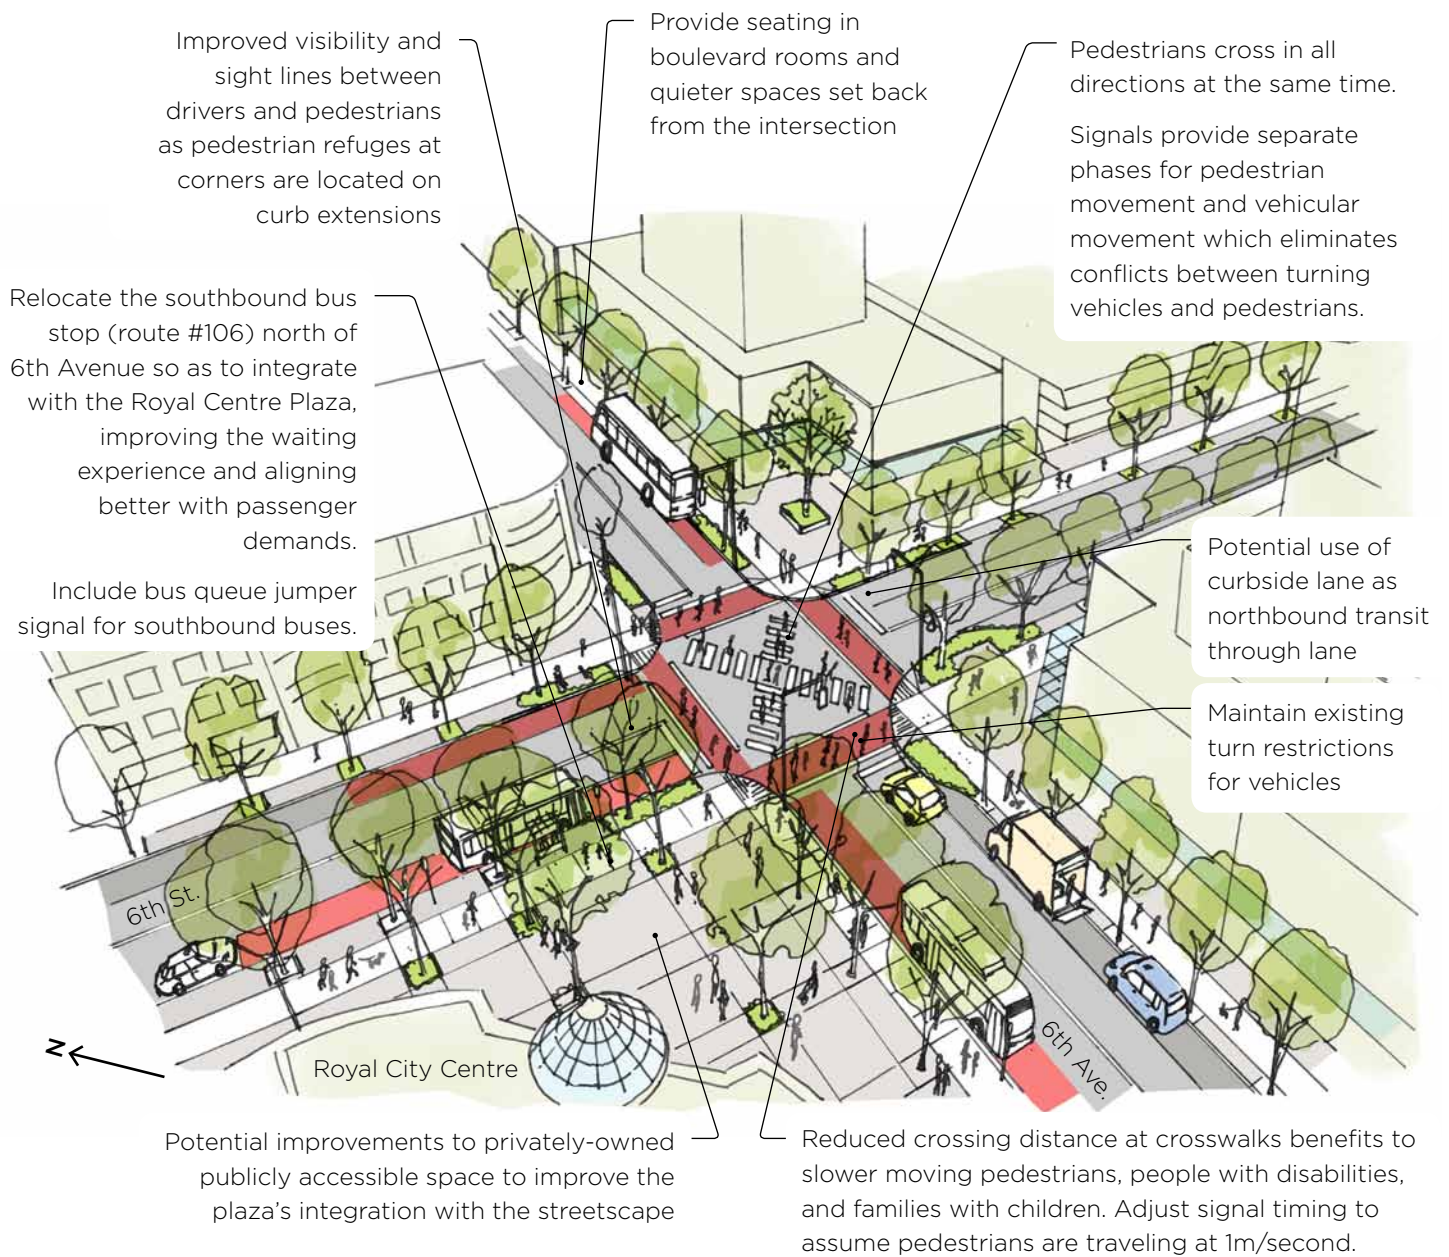 Improved visibility and
sight lines between
drivers and pedestrians
as pedestrian refuges at
corners are located on
curb extensions
Provide seating in
boulevard rooms and
quieter spaces set back
from the intersection
Pedestrians cross in all
directions at the same time.
Signals provide separate
phases for pedestrian
movement and vehicular
movement which eliminates
conflicts between turning
vehicles and pedestrians.
Relocate the southbound bus
stop (route #106) north of
6th Avenue so as to integrate
with the Royal Centre Plaza,
improving the waiting
experience and aligning
better with passenger
demands.
Include bus queue jumper
signal for southbound buses.
Potential use of
curbside lane as
northbound transit
through lane
Maintain existing
turn restrictions
for vehicles
6th St.
N
Royal City Centre
6th Ave.
Potential improvements to privately-owned
publicly accessible space to improve the
plaza's integration with the streetscape
Reduced crossing distance at crosswalks benefits to
slower moving pedestrians, people with disabilities,
and families with children. Adjust signal timing to
assume pedestrians are traveling at 1m/second.